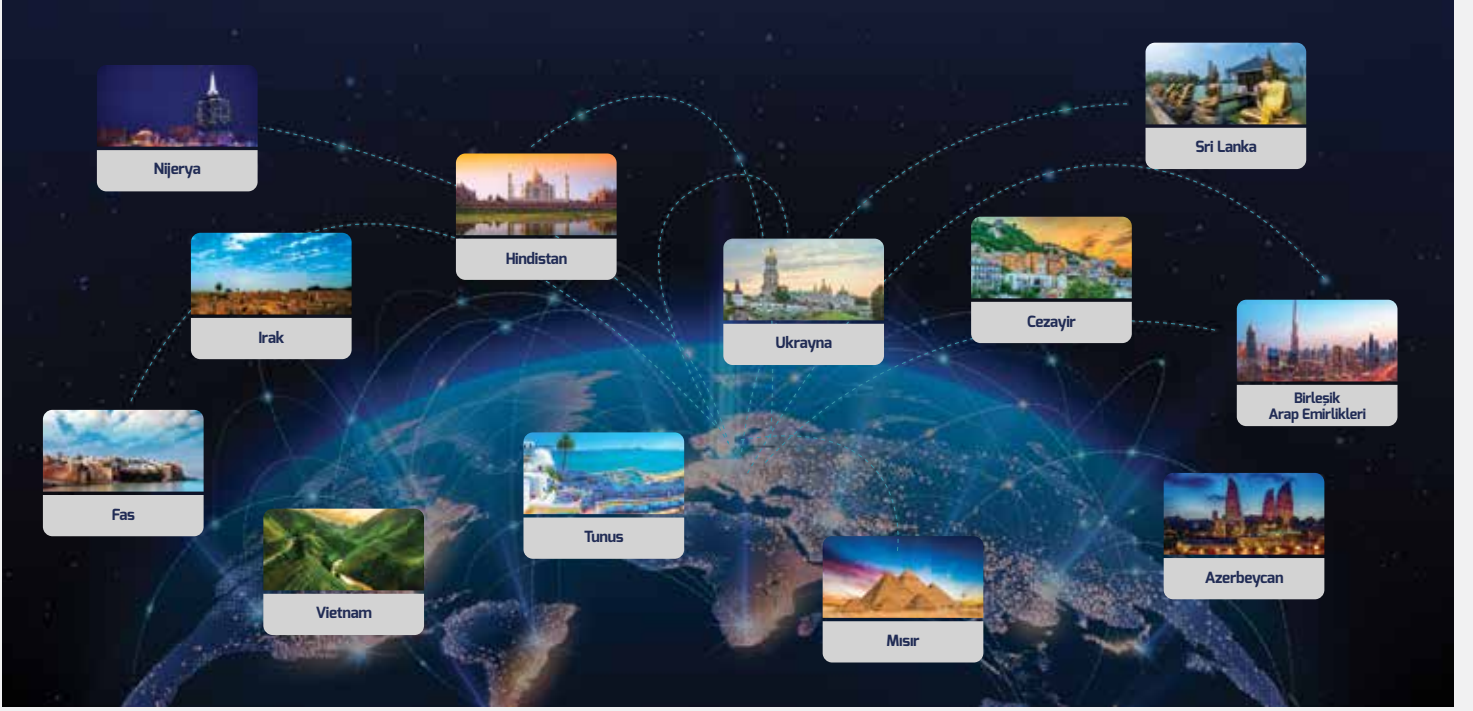 Sri Lanka
Nijerya
Hindistan
Cezayir
Irak
Ukrayna
Birleşik
Arap Emirlikleri
Fas
Tunus
Azerbeycan
Vietnam
Mısır